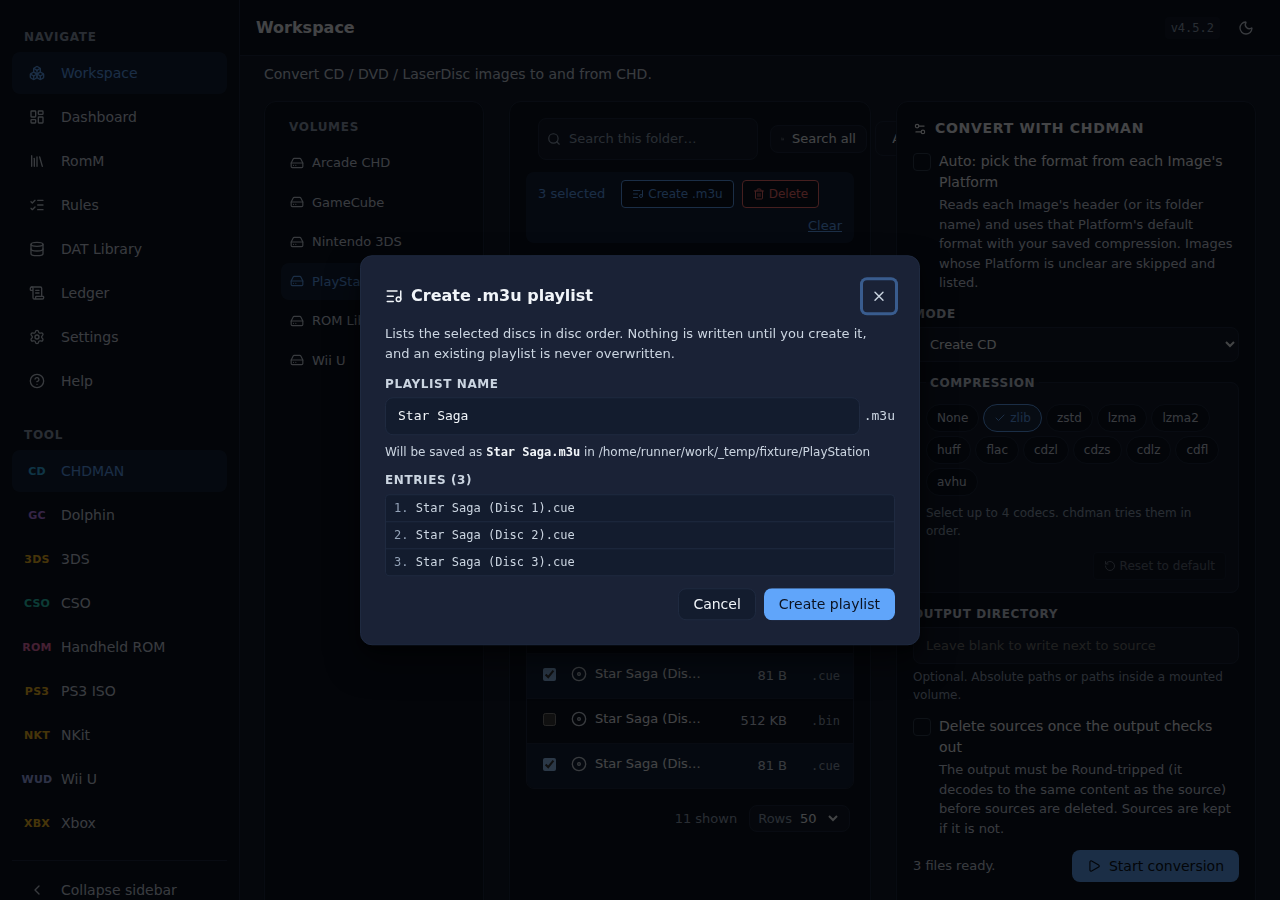 NAVIGATE
Workspace
Dashboard
RomM
Rules
DAT Library
Ledger
Settings
Help
TOOL
CD CHDMAN
GC Dolphin
3DS 3DS
CSO CSO
ROM Handheld ROM
PS3 PS3 ISO
NKT NKit
WUD Wii U
XBX Xbox
Collapse sidebar
Workspace
v4.5.2
Convert CD / DVD / LaserDisc images to and from CHD.
VOLUMES
Arcade CHD
GameCube
Nintendo 3DS
Wii U
Search this folder...
Search all
3 selected
Create .m3u
Delete
Clear
Create .m3u playlist
Lists the selected discs in disc order. Nothing is written until you create it,
and an existing playlist is never overwritten.
PLAYLIST NAME
Star Saga
.m3u
Will be saved as Star Saga.m3u in /home/runner/work/_temp/fixture/PlayStation
ENTRIES (3)
1. Star Saga (Disc 1).cue
2. Star Saga (Disc 2).cue
3. Star Saga (Disc 3).cue
Cancel
Create playlist
Star Saga (Dis... 81 B .cue
Star Saga (Dis... 512 KB .bin
Star Saga (Dis... 81 B .cue
11 shown
Rows 50
CONVERT WITH CHDMAN
Auto: pick the format from each Image's
Platform
Reads each Image's header (or its folder
name) and uses that Platform's default
format with your saved compression. Images
whose Platform is unclear are skipped and
listed.
MODE
Create CD
COMPRESSION
None zlib zstd lzma lzma2
huff flac cdzl cdzs cdlz cdfl
avhu
Select up to 4 codecs. chdman tries them in
order.
Reset to default
OUTPUT DIRECTORY
Leave blank to write next to source
Optional. Absolute paths or paths inside a mounted
volume.
Delete sources once the output checks
out
The output must be Round-tripped (it
decodes to the same content as the source)
before sources are deleted. Sources are kept
if it is not.
3 files ready.
Start conversion